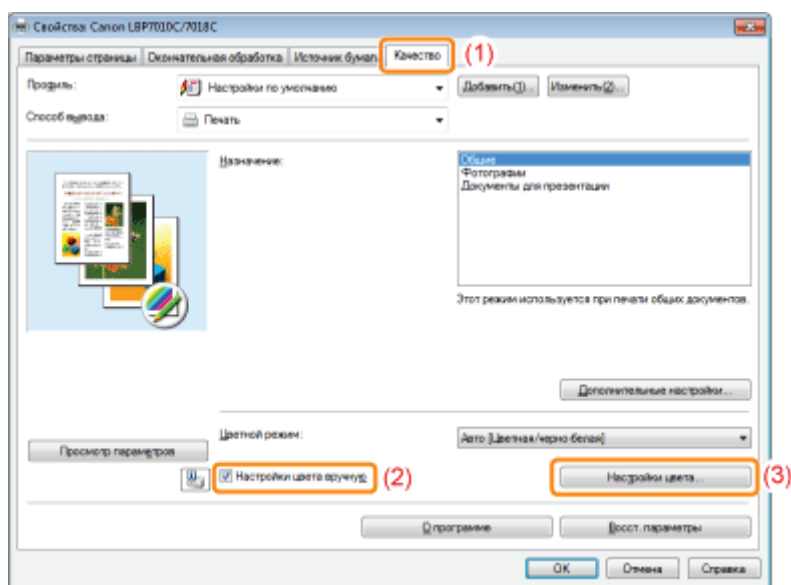 Свойства: Canon LBP7010C/7018C
Параметры страницы Окончательная обработка Источник бумаги Качество (1)
Профиль: Настройки по умолчанию Добавить(1)... Изменить(2)...
Способ вывода: Печать
Назначение: Общие
Фотографии
Документы для презентации
Этот режим используется при печати общих документов.
Дополнительные настройки...
Цветной режим: Авто [Цветная/черно-белая]
Просмотр параметров
Настройки цвета вручную (2) Настройки цвета... (3)
О программе Восст. параметры
OK Отмена Справка